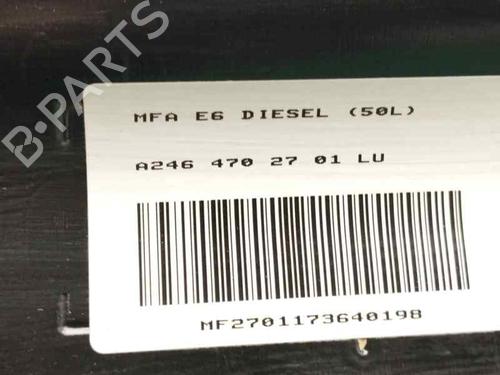 B-PARTS
MFA E6 DIESEL (50L)
A246 470 27 01 LU
MF2701173640198